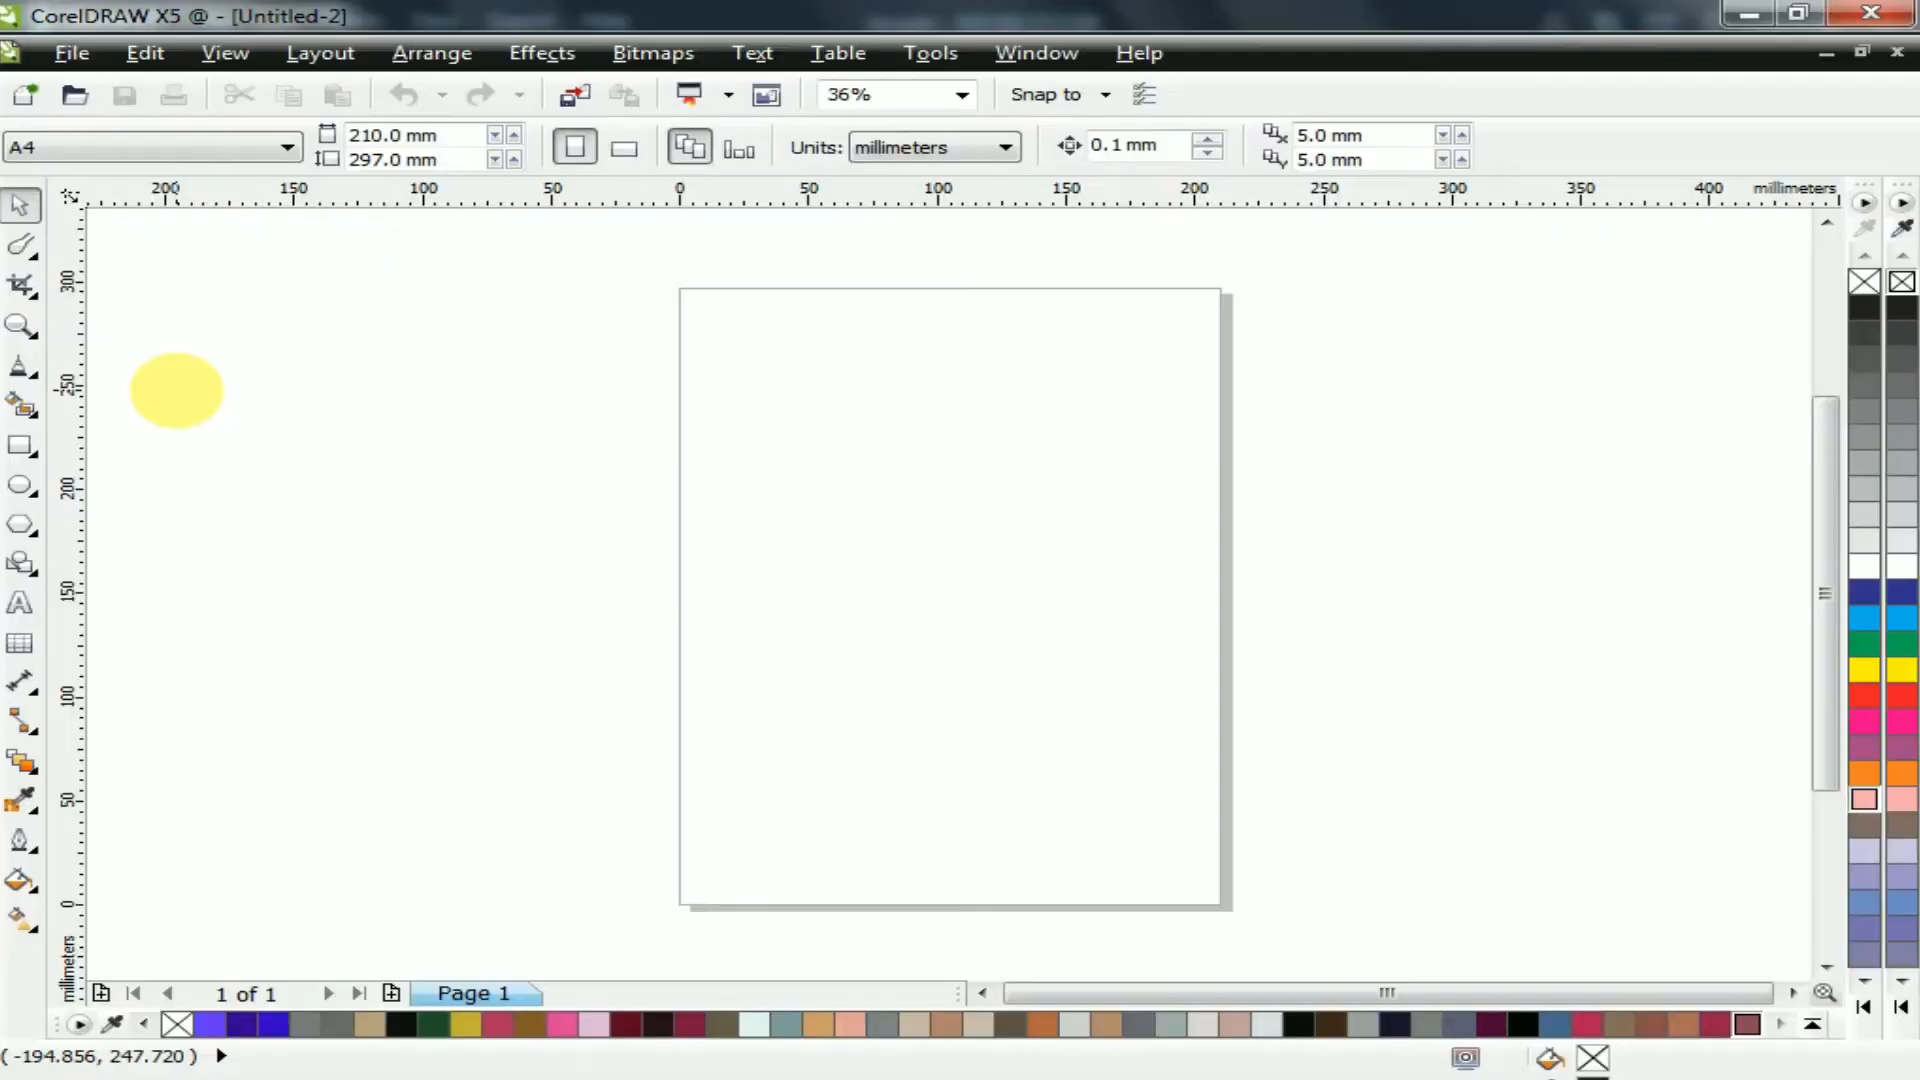 CorelDRAW X5 @ - [Untitled-2]
File Edit View Layout Arrange Effects Bitmaps Text Table Tools Window Help
36% Snap to
A4 210.0 mm 297.0 mm Units: millimeters 0.1 mm 5.0 mm 5.0 mm
200 150 100 50 0 50 100 150 200 250 300 350 400 millimeters
300
250
200
150
100
50
0
millimeters
1 of 1 Page 1
( -194.856, 247.720 )